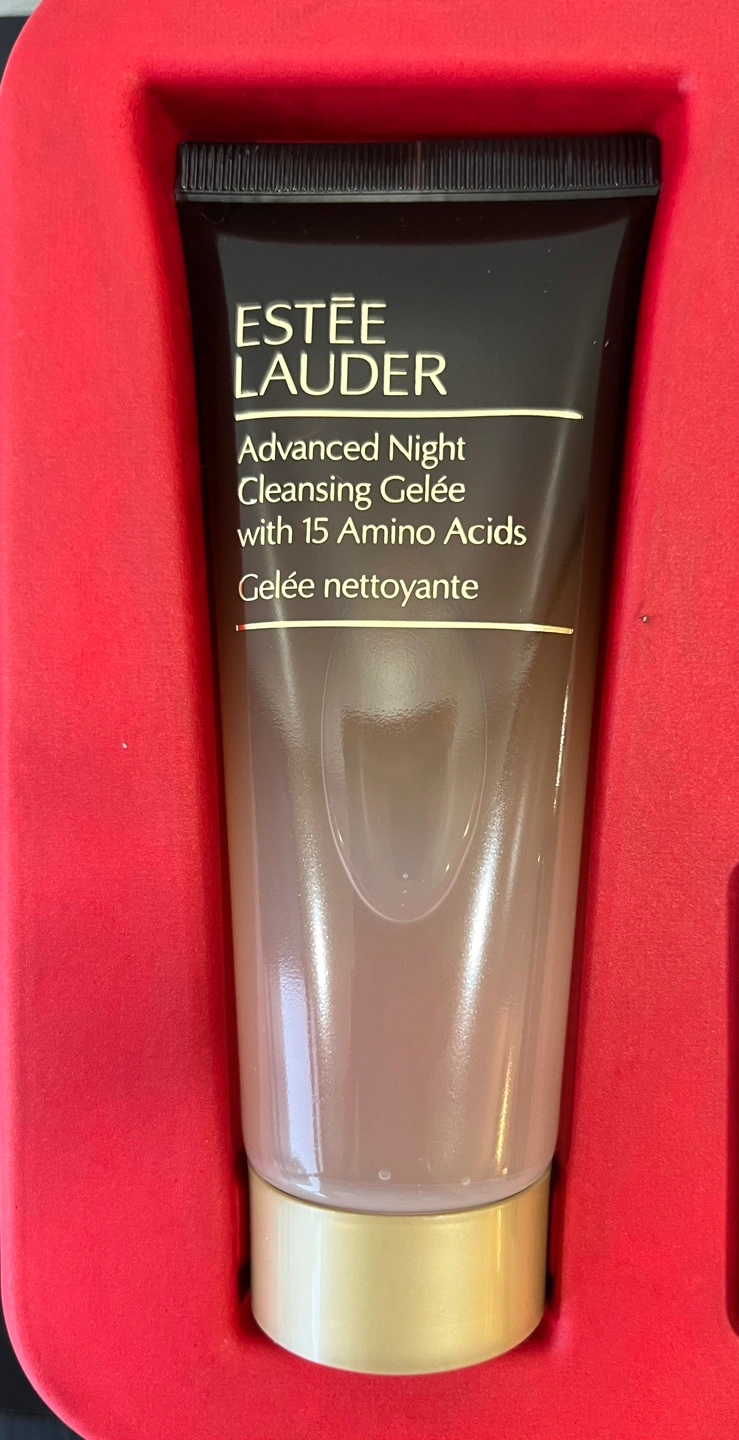 ESTĒE
LAUDER
Advanced Night
Cleansing Gelée
with 15 Amino Acids
Gelée nettoyante